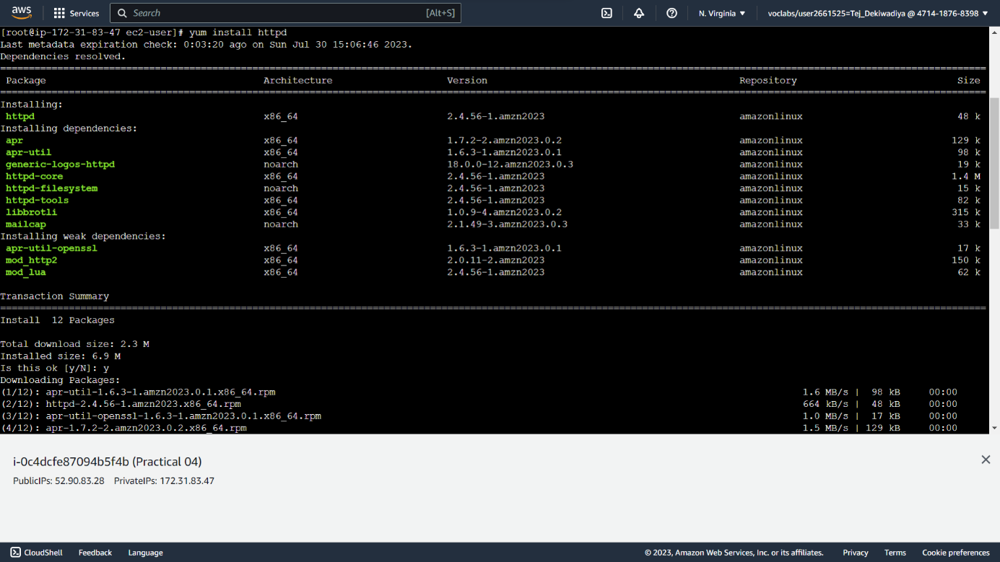 aws Services Search [Alt+S] N. Virginia voclabs/user2661525=Tej_Dekiwadiya @ 4714-1876-8398
[root@ip-172-31-83-47 ec2-user]# yum install httpd
Last metadata expiration check: 0:03:20 ago on Sun Jul 30 15:06:46 2023.
Dependencies resolved.
Package Architecture Version Repository Size
Installing:
httpd x86_64 2.4.56-1.amzn2023 amazonlinux 48 k
Installing dependencies:
apr x86_64 1.7.2-2.amzn2023.0.2 amazonlinux 129 k
apr-util x86_64 1.6.3-1.amzn2023.0.1 amazonlinux 98 k
generic-logos-httpd noarch 18.0.0-12.amzn2023.0.3 amazonlinux 19 k
httpd-core x86_64 2.4.56-1.amzn2023 amazonlinux 1.4 M
httpd-filesystem noarch 2.4.56-1.amzn2023 amazonlinux 15 k
httpd-tools x86_64 2.4.56-1.amzn2023 amazonlinux 82 k
libbrotli x86_64 1.0.9-4.amzn2023.0.2 amazonlinux 315 k
mailcap noarch 2.1.49-3.amzn2023.0.3 amazonlinux 33 k
Installing weak dependencies:
apr-util-openssl x86_64 1.6.3-1.amzn2023.0.1 amazonlinux 17 k
mod_http2 x86_64 2.0.11-2.amzn2023 amazonlinux 150 k
mod_lua x86_64 2.4.56-1.amzn2023 amazonlinux 62 k
Transaction Summary
Install 12 Packages
Total download size: 2.3 M
Installed size: 6.9 M
Is this ok [y/N]: y
Downloading Packages:
(1/12): apr-util-1.6.3-1.amzn2023.0.1.x86_64.rpm 1.6 MB/s | 98 kB 00:00
(2/12): httpd-2.4.56-1.amzn2023.x86_64.rpm 664 kB/s | 48 kB 00:00
(3/12): apr-util-openssl-1.6.3-1.amzn2023.0.1.x86_64.rpm 1.0 MB/s | 17 kB 00:00
(4/12): apr-1.7.2-2.amzn2023.0.2.x86_64.rpm 1.5 MB/s | 129 kB 00:00
i-0c4dcfe87094b5f4b (Practical 04)
PublicIPs: 52.90.83.28 PrivateIPs: 172.31.83.47
CloudShell Feedback Language © 2023, Amazon Web Services, Inc. or its affiliates. Privacy Terms Cookie preferences